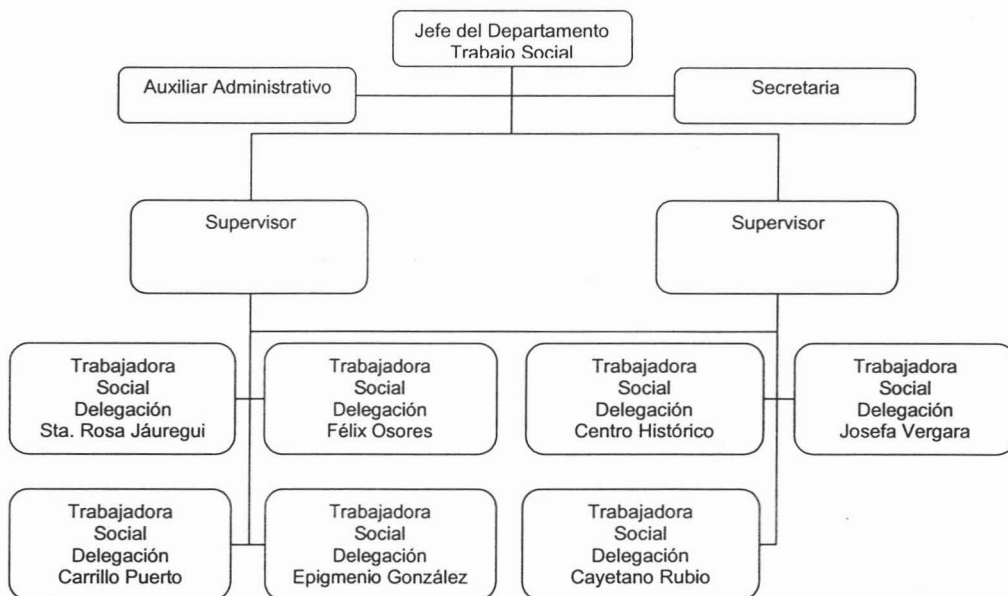 Jefe del Departamento
Trabajo Social
Auxiliar Administrativo
Secretaria
Supervisor
Supervisor
Trabajadora
Social
Delegación
Sta. Rosa Jáuregui
Trabajadora
Social
Delegación
Félix Osores
Trabajadora
Social
Delegación
Centro Histórico
Trabajadora
Social
Delegación
Josefa Vergara
Trabajadora
Social
Delegación
Carrillo Puerto
Trabajadora
Social
Delegación
Epigmenio González
Trabajadora
Social
Delegación
Cayetano Rubio